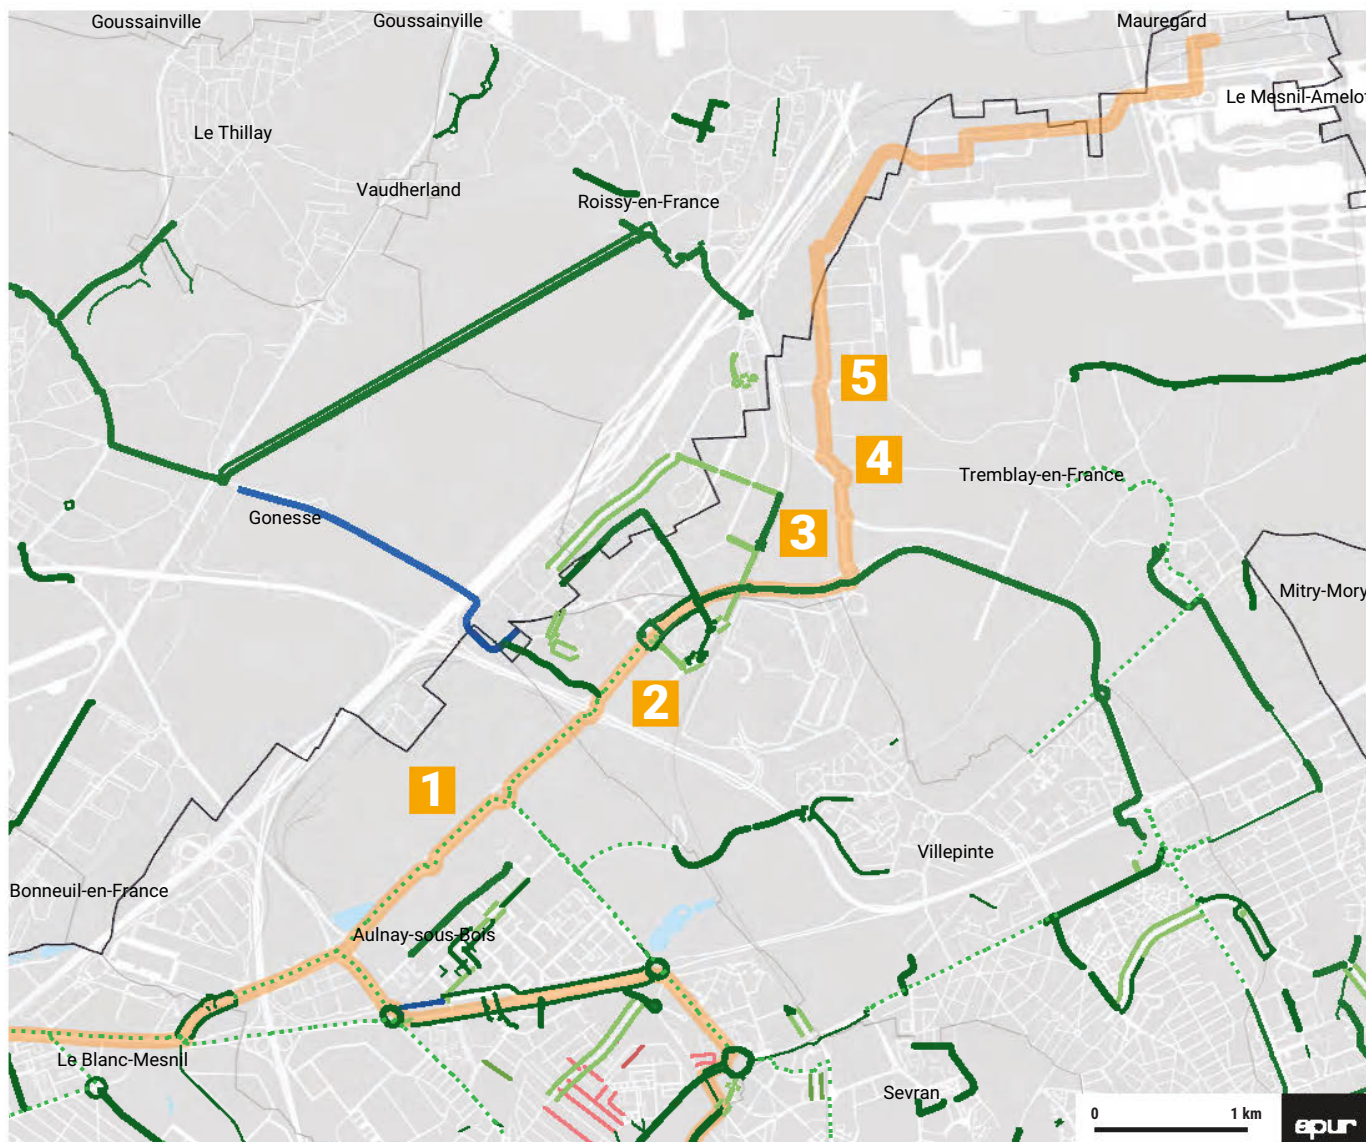 Goussainville
Goussainville
Mauregard
Le Mesnil-Amelot
Le Thillay
Vaudherland
Roissy-en-France
5
4
Tremblay-en-France
Gonesse
3
Mitry-Mory
2
1
Villepinte
Bonneuil-en-France
Aulnay-sous-Bois
Le Blanc-Mesnil
Sevran
0 1 km
apur